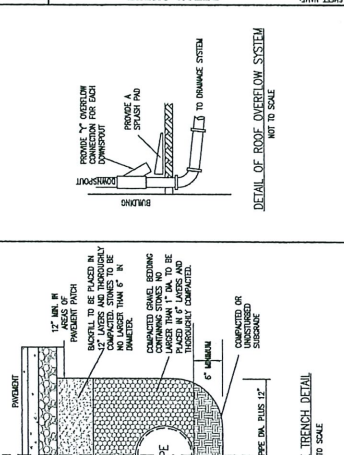 PROVIDE "Y" OVERFLOW
CONNECTION FOR EACH
DOWNSPOUT
PROVIDE A
SPLASH PAD
DOWNSPOUT
BUILDING
TO DRAINAGE SYSTEM
DETAIL OF ROOF OVERFLOW SYSTEM
NOT TO SCALE
PAVEMENT
12" MIN. IN
AREAS OF
PAVEMENT PATCH
BACKFILL TO BE PLACED IN
12" LAYERS AND THOROUGHLY
COMPACTED. STONES TO BE
NO LARGER THAN 6" IN
DIAMETER.
COMPACTED GRAVEL BEDDING
CONTAINING STONES NO
LARGER THAN 1" DIA. TO BE
PLACED IN 6" LAYERS AND
THOROUGHLY COMPACTED.
6" MINIMUM
COMPACTED OR
UNDISTURBED
SUBGRADE
PE
PE DIA. PLUS 12"
TRENCH DETAIL
TO SCALE